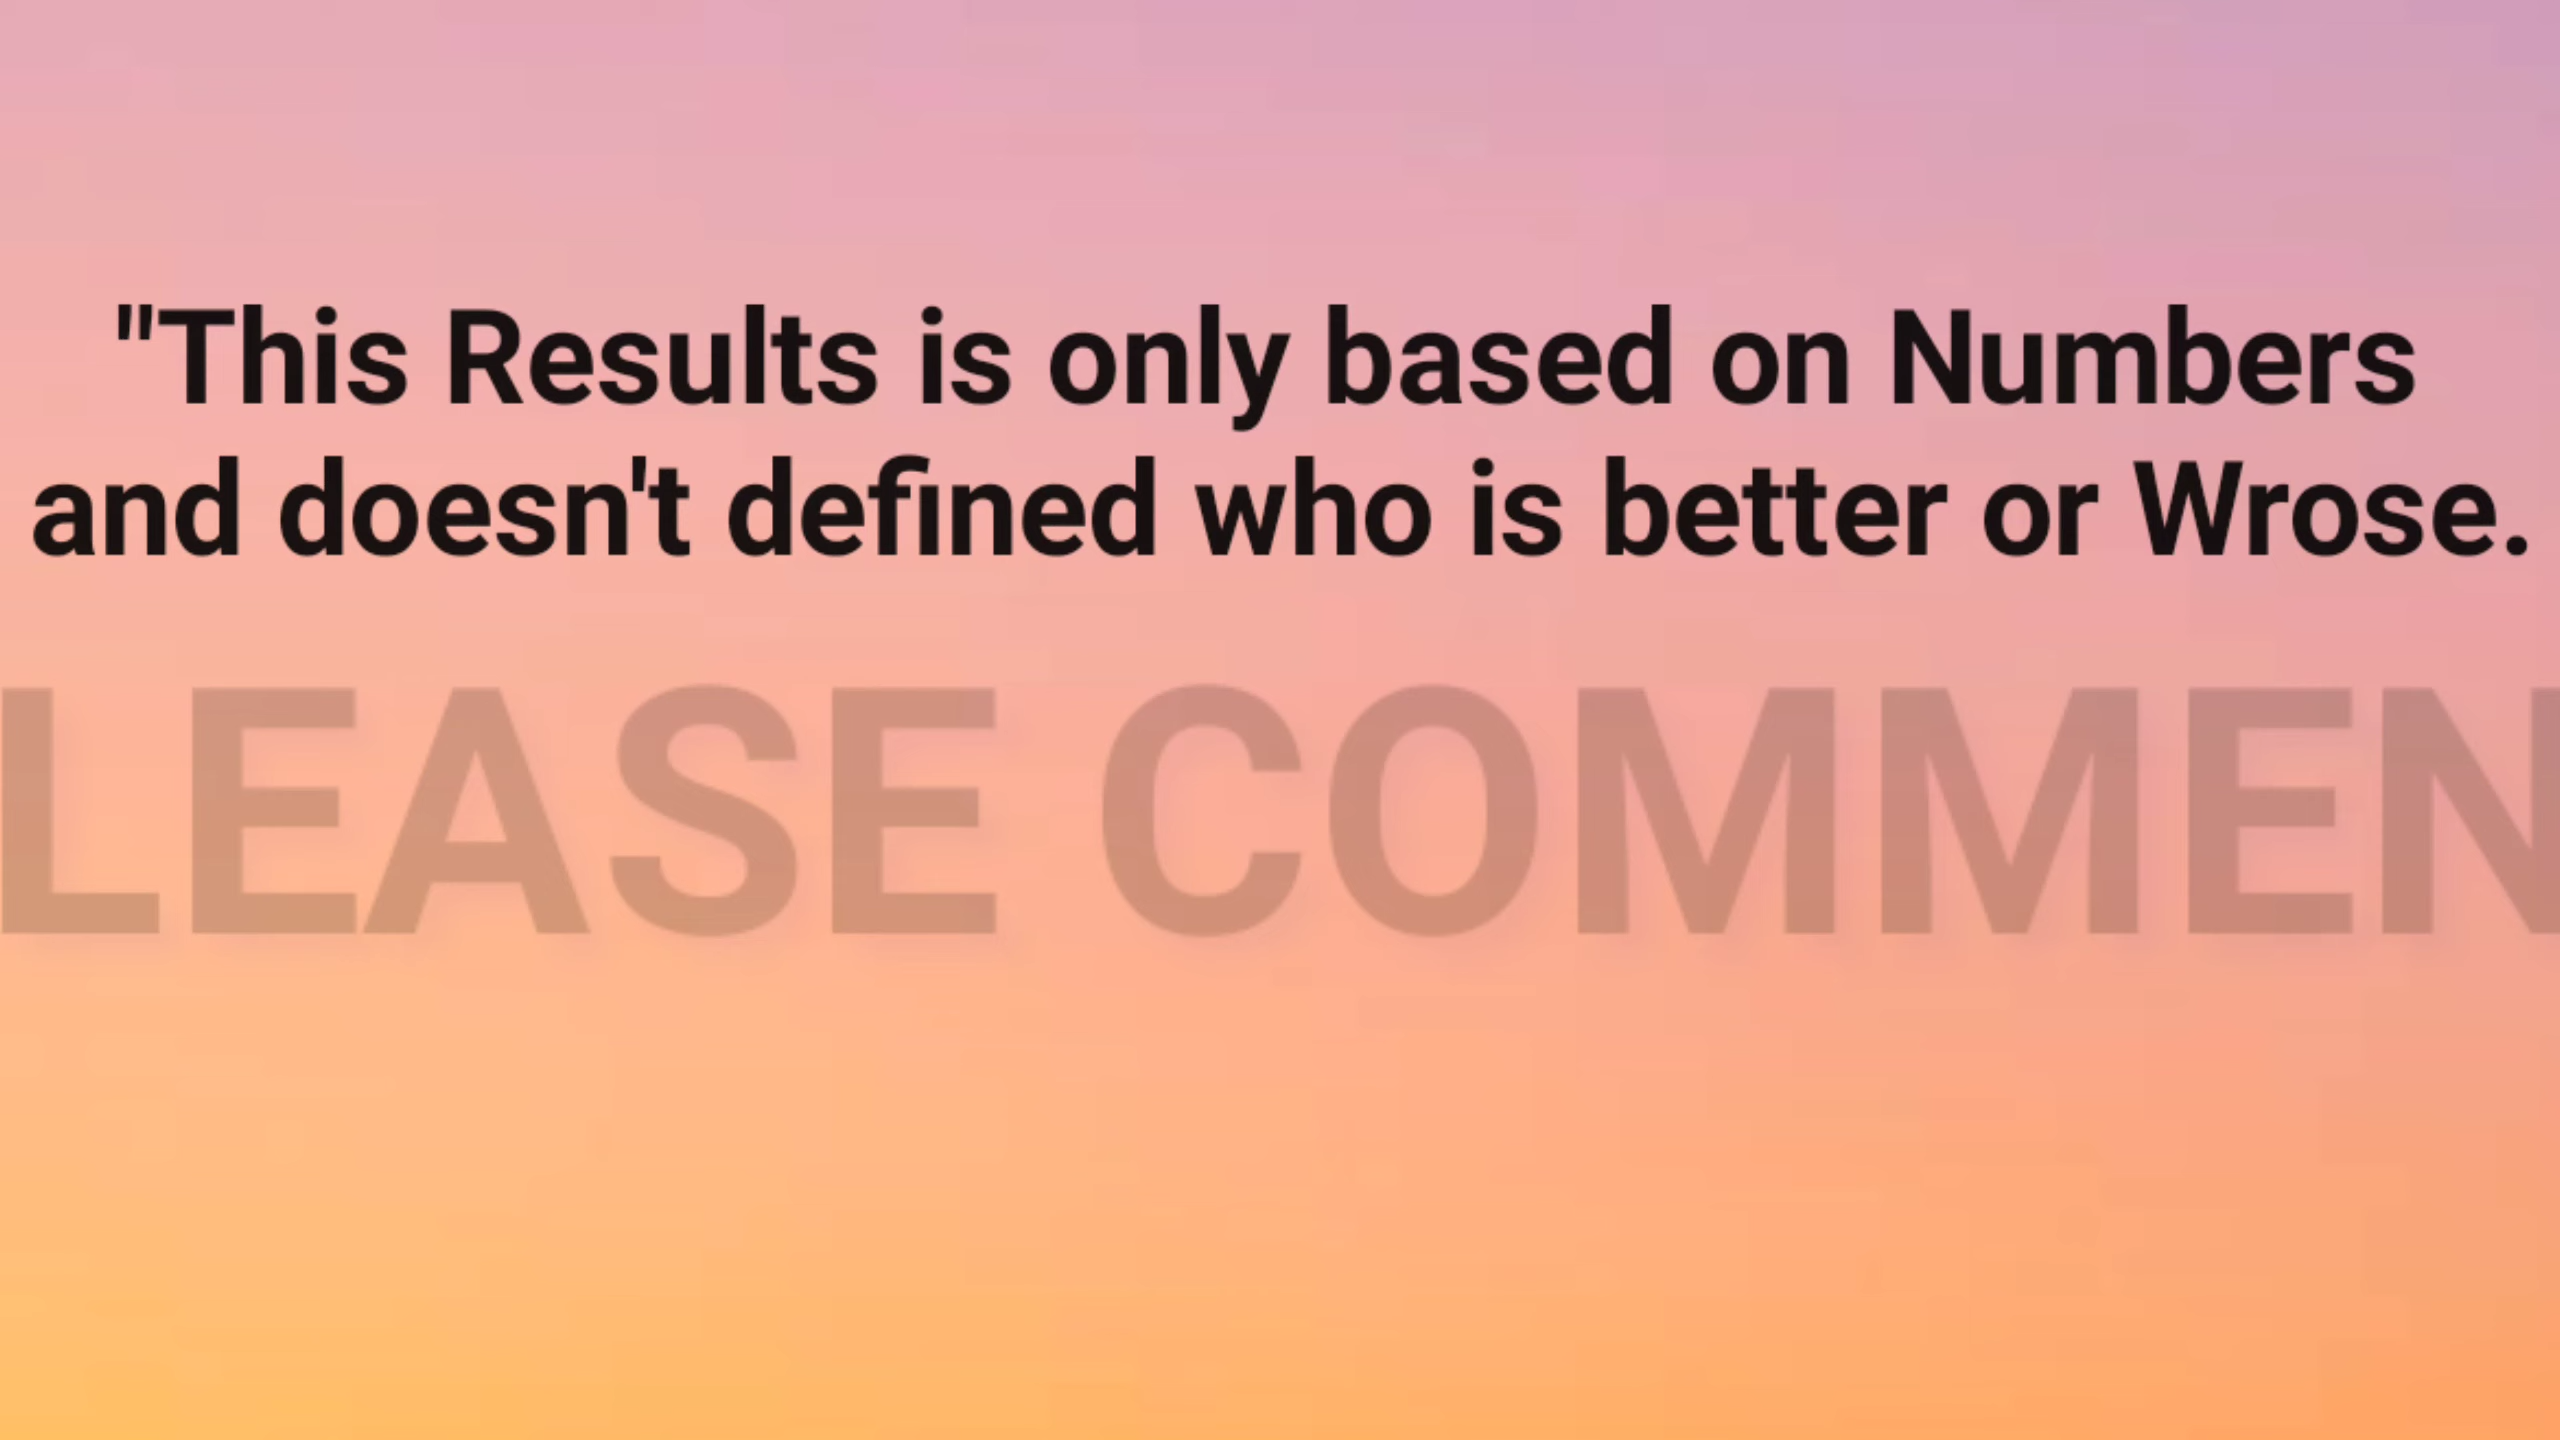 "This Results is only based on Numbers
and doesn't defined who is better or Wrose.
LEASE COMMEN